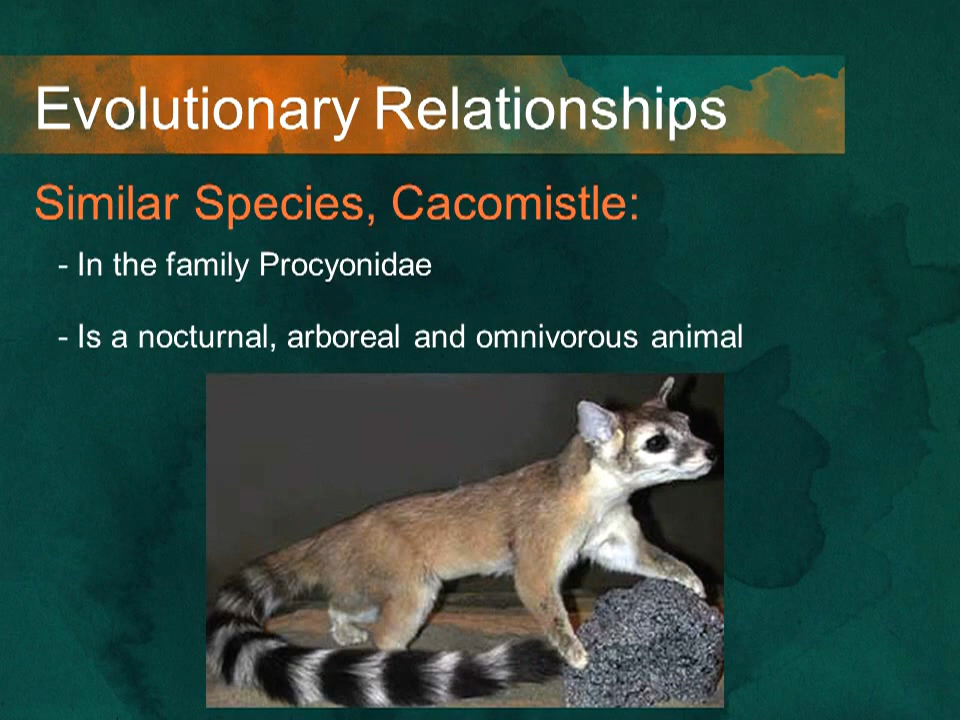 Evolutionary Relationships
Similar Species, Cacomistle:
- In the family Procyonidae
- Is a nocturnal, arboreal and omnivorous animal